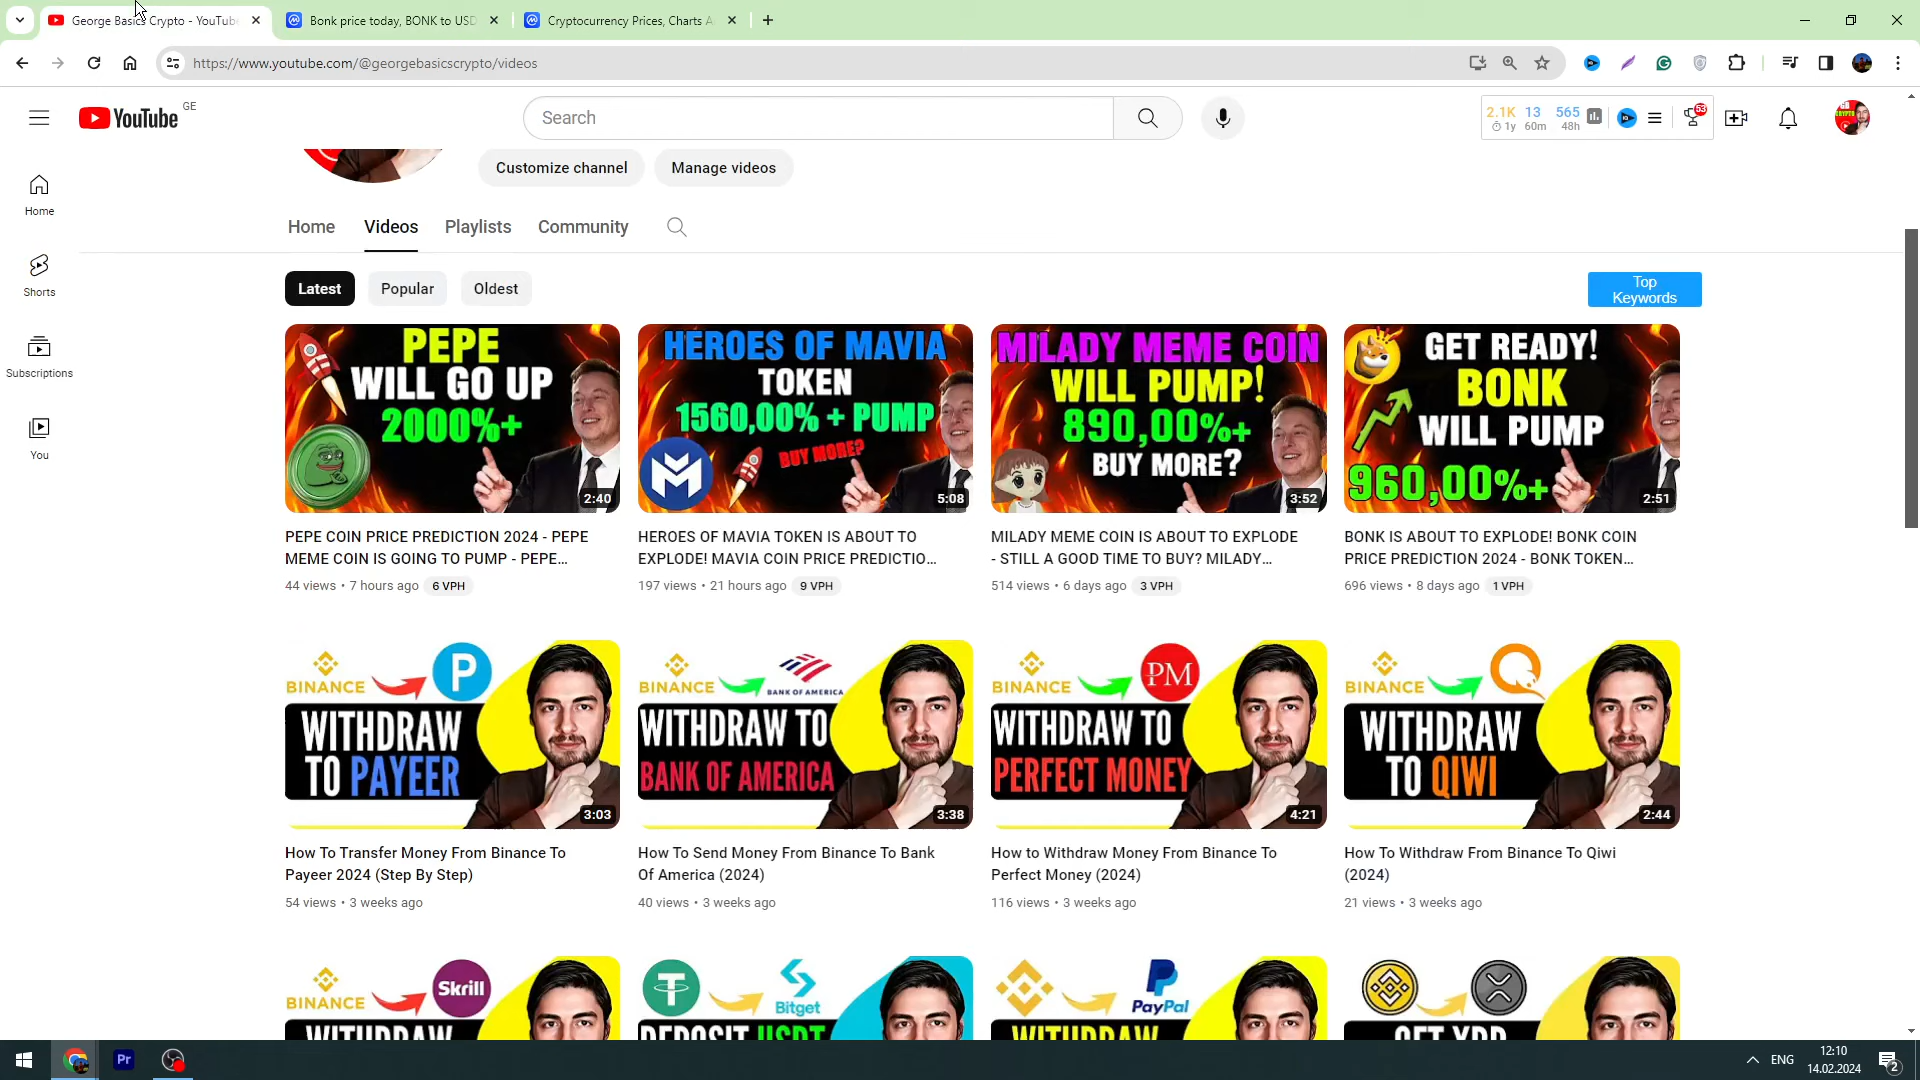 George Basics Crypto - YouTube
Bonk price today, BONK to USD
Cryptocurrency Prices, Charts A
https://www.youtube.com/@georgebasicscrypto/videos
YouTube
GE
Search
2.1K 13 565
1y 60m 48h
53
Customize channel
Manage videos
Home
Shorts
Subscriptions
You
Home
Videos
Playlists
Community
Latest
Popular
Oldest
Top
Keywords
PEPE
WILL GO UP
2000%+
2:40
HEROES OF MAVIA
TOKEN
1560,00% + PUMP
BUY MORE?
5:08
MILADY MEME COIN
WILL PUMP!
890,00%+
BUY MORE?
3:52
GET READY!
BONK
WILL PUMP
960,00%+
2:51
PEPE COIN PRICE PREDICTION 2024 - PEPE
MEME COIN IS GOING TO PUMP - PEPE...
44 views • 7 hours ago 6 VPH
HEROES OF MAVIA TOKEN IS ABOUT TO
EXPLODE! MAVIA COIN PRICE PREDICTIO...
197 views • 21 hours ago 9 VPH
MILADY MEME COIN IS ABOUT TO EXPLODE
- STILL A GOOD TIME TO BUY? MILADY...
514 views • 6 days ago 3 VPH
BONK IS ABOUT TO EXPLODE! BONK COIN
PRICE PREDICTION 2024 - BONK TOKEN...
696 views • 8 days ago 1 VPH
BINANCE
P
WITHDRAW
TO PAYEER
3:03
BINANCE
BANK OF AMERICA
WITHDRAW TO
BANK OF AMERICA
3:38
BINANCE
PM
WITHDRAW TO
PERFECT MONEY
4:21
BINANCE
WITHDRAW
TO QIWI
2:44
How To Transfer Money From Binance To
Payeer 2024 (Step By Step)
54 views • 3 weeks ago
How To Send Money From Binance To Bank
Of America (2024)
40 views • 3 weeks ago
How to Withdraw Money From Binance To
Perfect Money (2024)
116 views • 3 weeks ago
How To Withdraw From Binance To Qiwi
(2024)
21 views • 3 weeks ago
BINANCE
Skrill
WITHDRAW
Bitget
DEPOSIT USDT
PayPal
WITHDRAW
GET XRP
Pr
ENG
12:10
14.02.2024
2